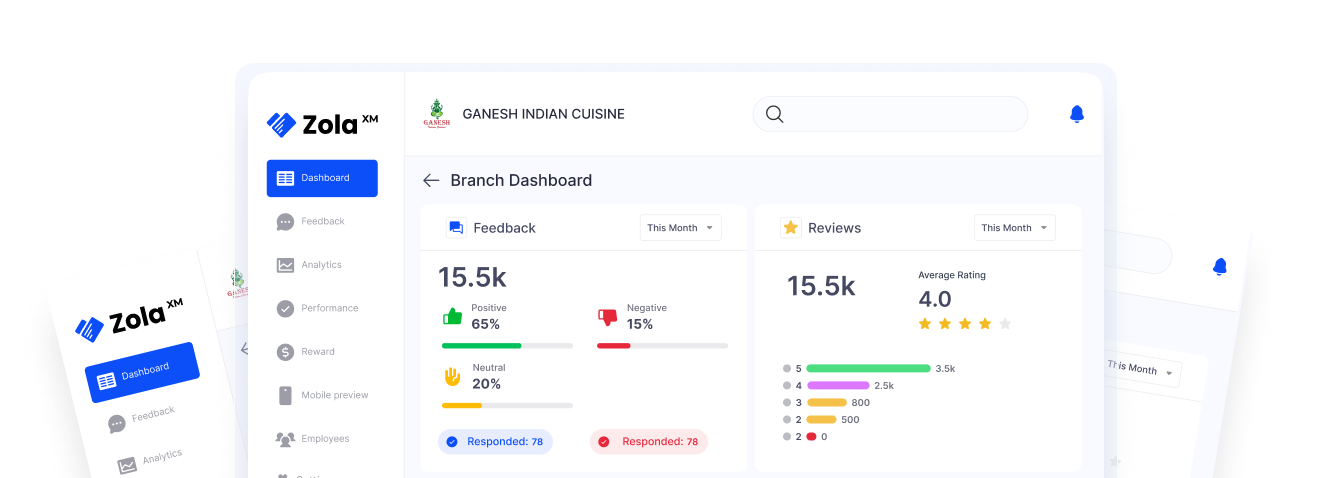 Zola XM
GANESH
GANESH INDIAN CUISINE
Dashboard
Feedback
Analytics
Performance
Reward
Mobile preview
Employees
Branch Dashboard
Feedback
This Month
15.5k
Positive
65%
Negative
15%
Neutral
20%
Responded: 78
Responded: 78
Reviews
This Month
15.5k
Average Rating
4.0
5 3.5k
4 2.5k
3 800
2 500
2 0
Zola XM
Dashboard
Feedback
Analytics
This Month